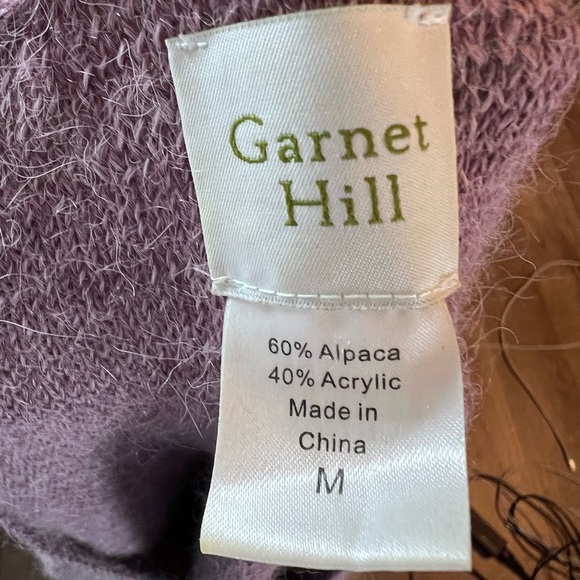 Garnet
Hill
60% Alpaca
40% Acrylic
Made in
China
M